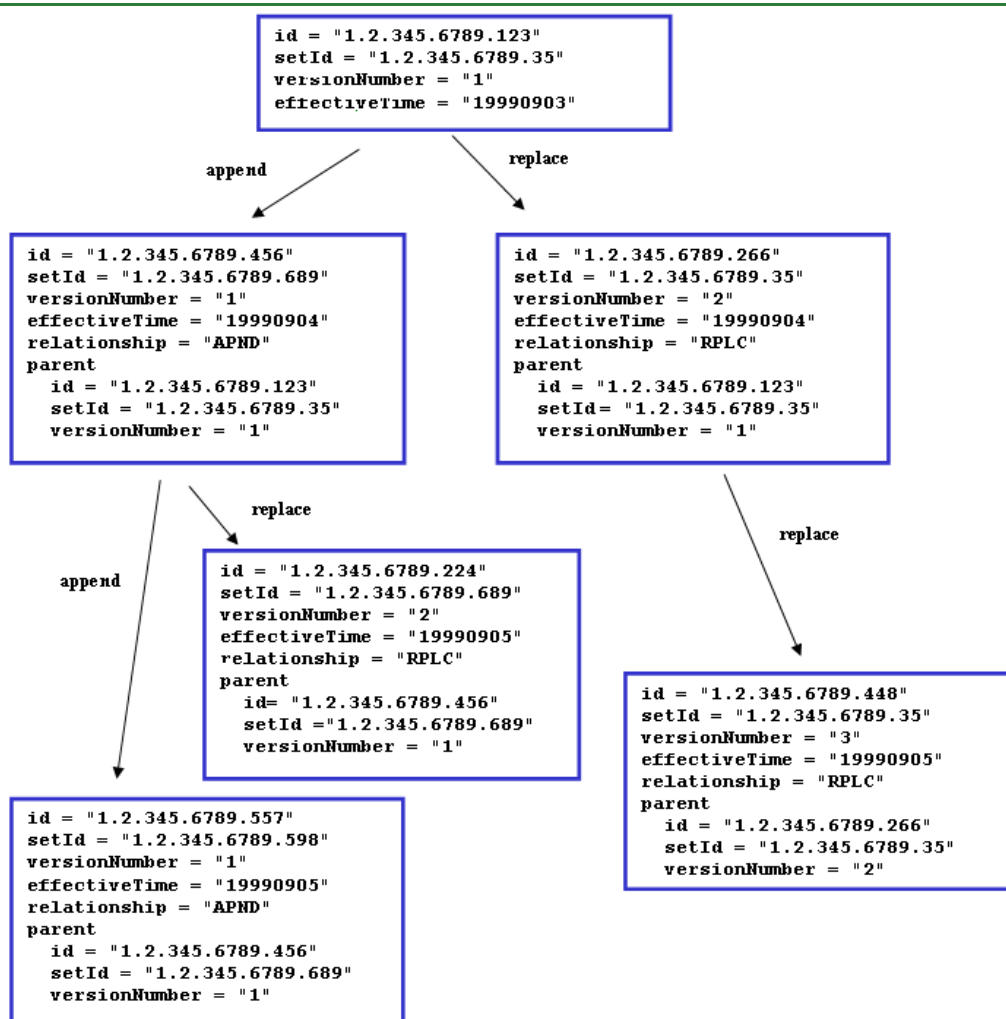 id = "1.2.345.6789.123"
setId = "1.2.345.6789.35"
versionNumber = "1"
effectiveTime = "19990903"
append
replace
id = "1.2.345.6789.456"
setId = "1.2.345.6789.689"
versionNumber = "1"
effectiveTime = "19990904"
relationship = "APND"
parent
id = "1.2.345.6789.123"
setId = "1.2.345.6789.35"
versionNumber = "1"
id = "1.2.345.6789.266"
setId = "1.2.345.6789.35"
versionNumber = "2"
effectiveTime = "19990904"
relationship = "RPLC"
parent
id = "1.2.345.6789.123"
setId= "1.2.345.6789.35"
versionNumber = "1"
append
replace
replace
id = "1.2.345.6789.224"
setId = "1.2.345.6789.689"
versionNumber = "2"
effectiveTime = "19990905"
relationship = "RPLC"
parent
id= "1.2.345.6789.456"
setId ="1.2.345.6789.689"
versionNumber = "1"
id = "1.2.345.6789.448"
setId = "1.2.345.6789.35"
versionNumber = "3"
effectiveTime = "19990905"
relationship = "RPLC"
parent
id = "1.2.345.6789.266"
setId = "1.2.345.6789.35"
versionNumber = "2"
id = "1.2.345.6789.557"
setId = "1.2.345.6789.598"
versionNumber = "1"
effectiveTime = "19990905"
relationship = "APND"
parent
id = "1.2.345.6789.456"
setId = "1.2.345.6789.689"
versionNumber = "1"